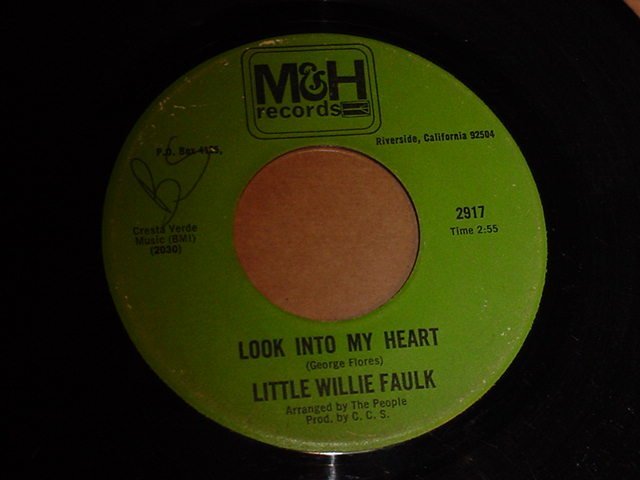 M&H
records
Riverside, California 92504
P.O. Box
Cresta Verde
Music (BMI)
(2030)
2917
Time 2:55
LOOK INTO MY HEART
(George Flores)
LITTLE WILLIE FAULK
Arranged by The People
Prod. by C. C. S.